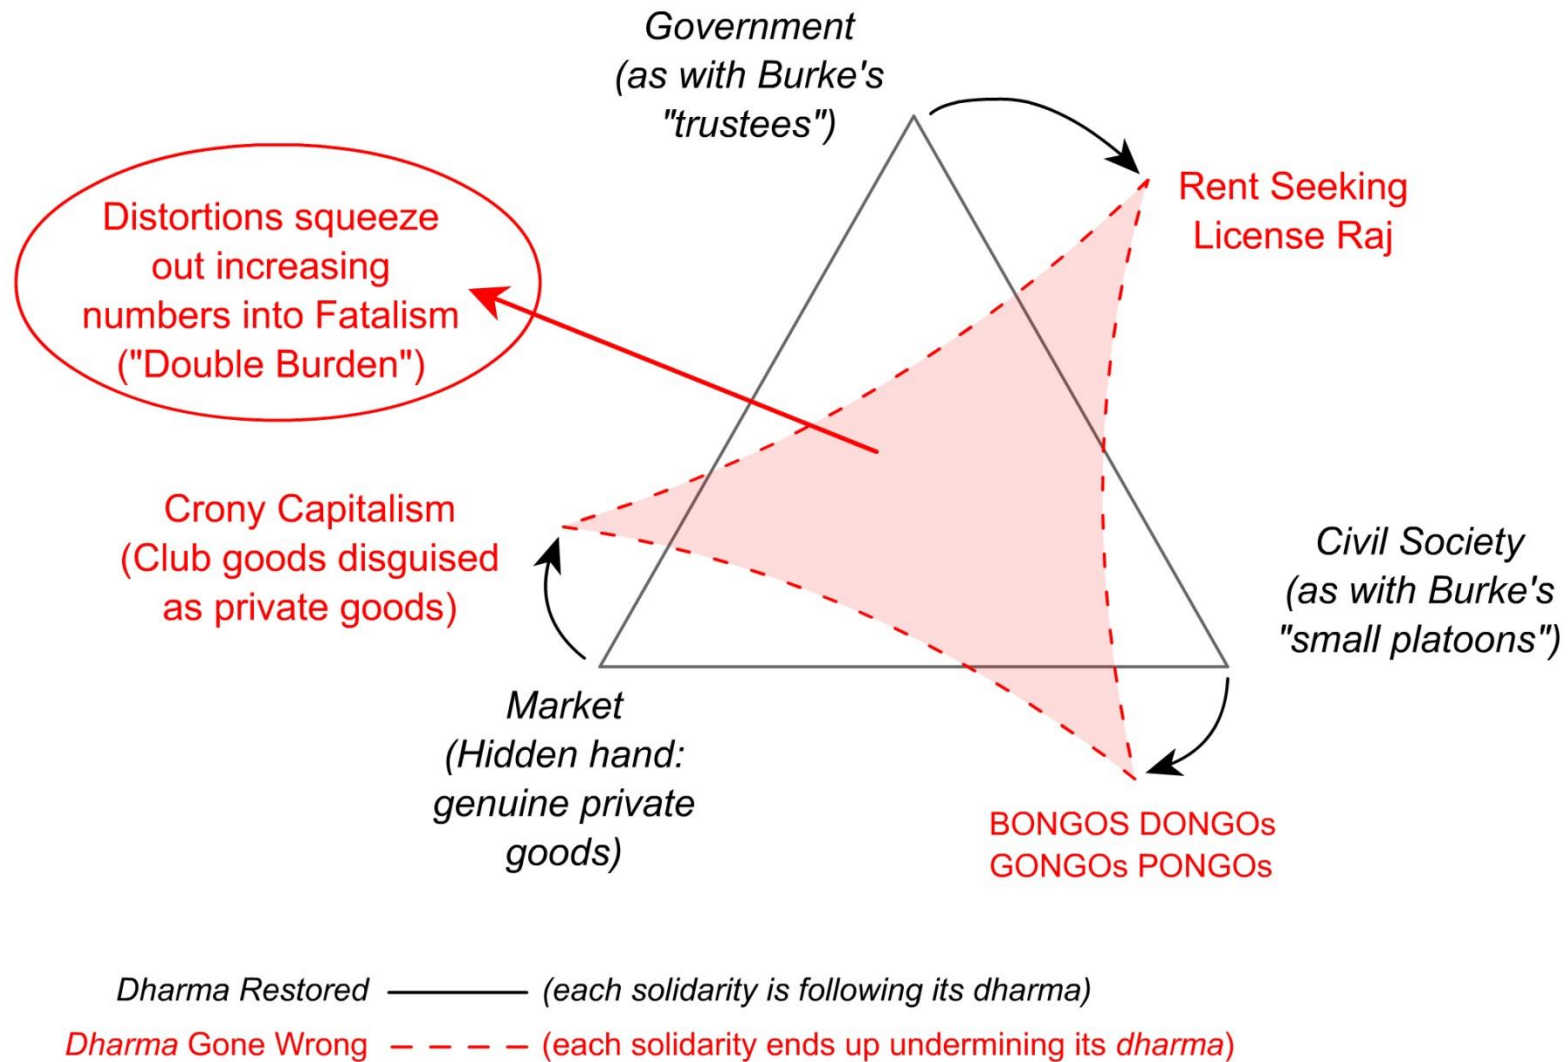 Government
(as with Burke's
"trustees")
Rent Seeking
License Raj
Distortions squeeze
out increasing
numbers into Fatalism
("Double Burden")
Crony Capitalism
(Club goods disguised
as private goods)
Civil Society
(as with Burke's
"small platoons")
Market
(Hidden hand:
genuine private
goods)
BONGOS DONGOs
GONGOs PONGOs
Dharma Restored (each solidarity is following its dharma)
Dharma Gone Wrong (each solidarity ends up undermining its dharma)